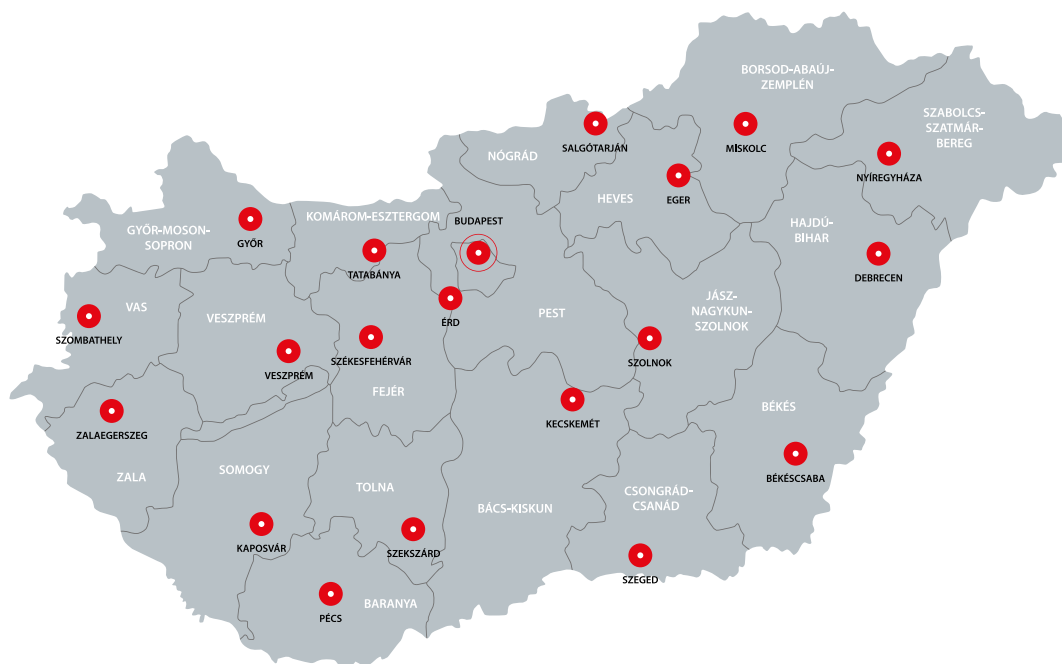 BORSOD-ABAÚJ-
ZEMPLÉN
SZABOLCS-
SZATMÁR-
BEREG
SALGÓTARJÁN
MISKOLC
NÓGRÁD
NYÍREGYHÁZA
HEVES
EGER
KOMÁROM-ESZTERGOM
BUDAPEST
HAJDÚ-
BIHAR
GYŐR-MOSON-
SOPRON
GYŐR
TATABÁNYA
DEBRECEN
VAS
VESZPRÉM
ÉRD
PEST
JÁSZ-
NAGYKUN-
SZOLNOK
SZOMBATHELY
SZÉKESFEHÉRVÁR
VESZPRÉM
SZOLNOK
FEJÉR
ZALAEGERSZEG
KECSKEMÉT
BÉKÉS
ZALA
SOMOGY
TOLNA
BÉKÉSCSABA
CSONGRÁD-
CSANÁD
BÁCS-KISKUN
KAPOSVÁR
SZEKSZÁRD
SZEGED
PÉCS
BARANYA